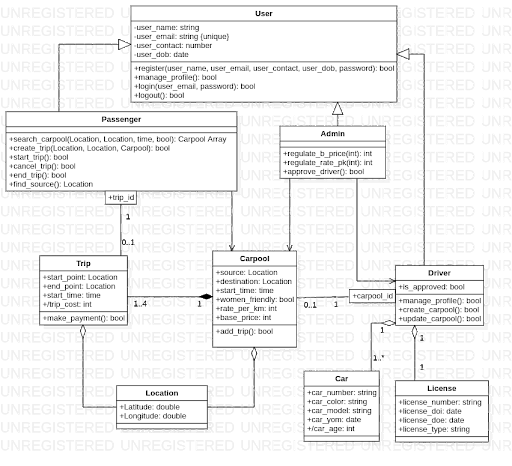 User
-user_name: string
-user_email: string {unique}
-user_contact: number
-user_dob: date
+register(user_name, user_email, user_contact, user_dob, password): bool
+manage_profile(): bool
+login(user_email, password): bool
+logout(): bool
Passenger
+search_carpool(Location, Location, time, bool): Carpool Array
+create_trip(Location, Location, Carpool): bool
+start_trip(): bool
+cancel_trip(): bool
+end_trip(): bool
+find_source(): Location
Admin
+regulate_b_price(int): int
+regulate_rate_pk(int): int
+approve_driver(): bool
+trip_id
1
0..1
Trip
+start_point: Location
+end_point: Location
+start_time: time
+/trip_cost: int
+make_payment(): bool
1..4
1
Carpool
+source: Location
+destination: Location
+start_time: time
+women_friendly: bool
+rate_per_km: int
+base_price: int
+add_trip(): bool
0..1
1
+carpool_id
Driver
+is_approved: bool
+manage_profile(): bool
+create_carpool(): bool
+update_carpool(): bool
1
1
1..*
1
Location
+Latitude: double
+Longitude: double
Car
+car_number: string
+car_color: string
+car_model: string
+car_yom: date
+/car_age: int
License
+license_number: string
+license_doi: date
+license_doe: date
+license_type: string
UNREGISTERED